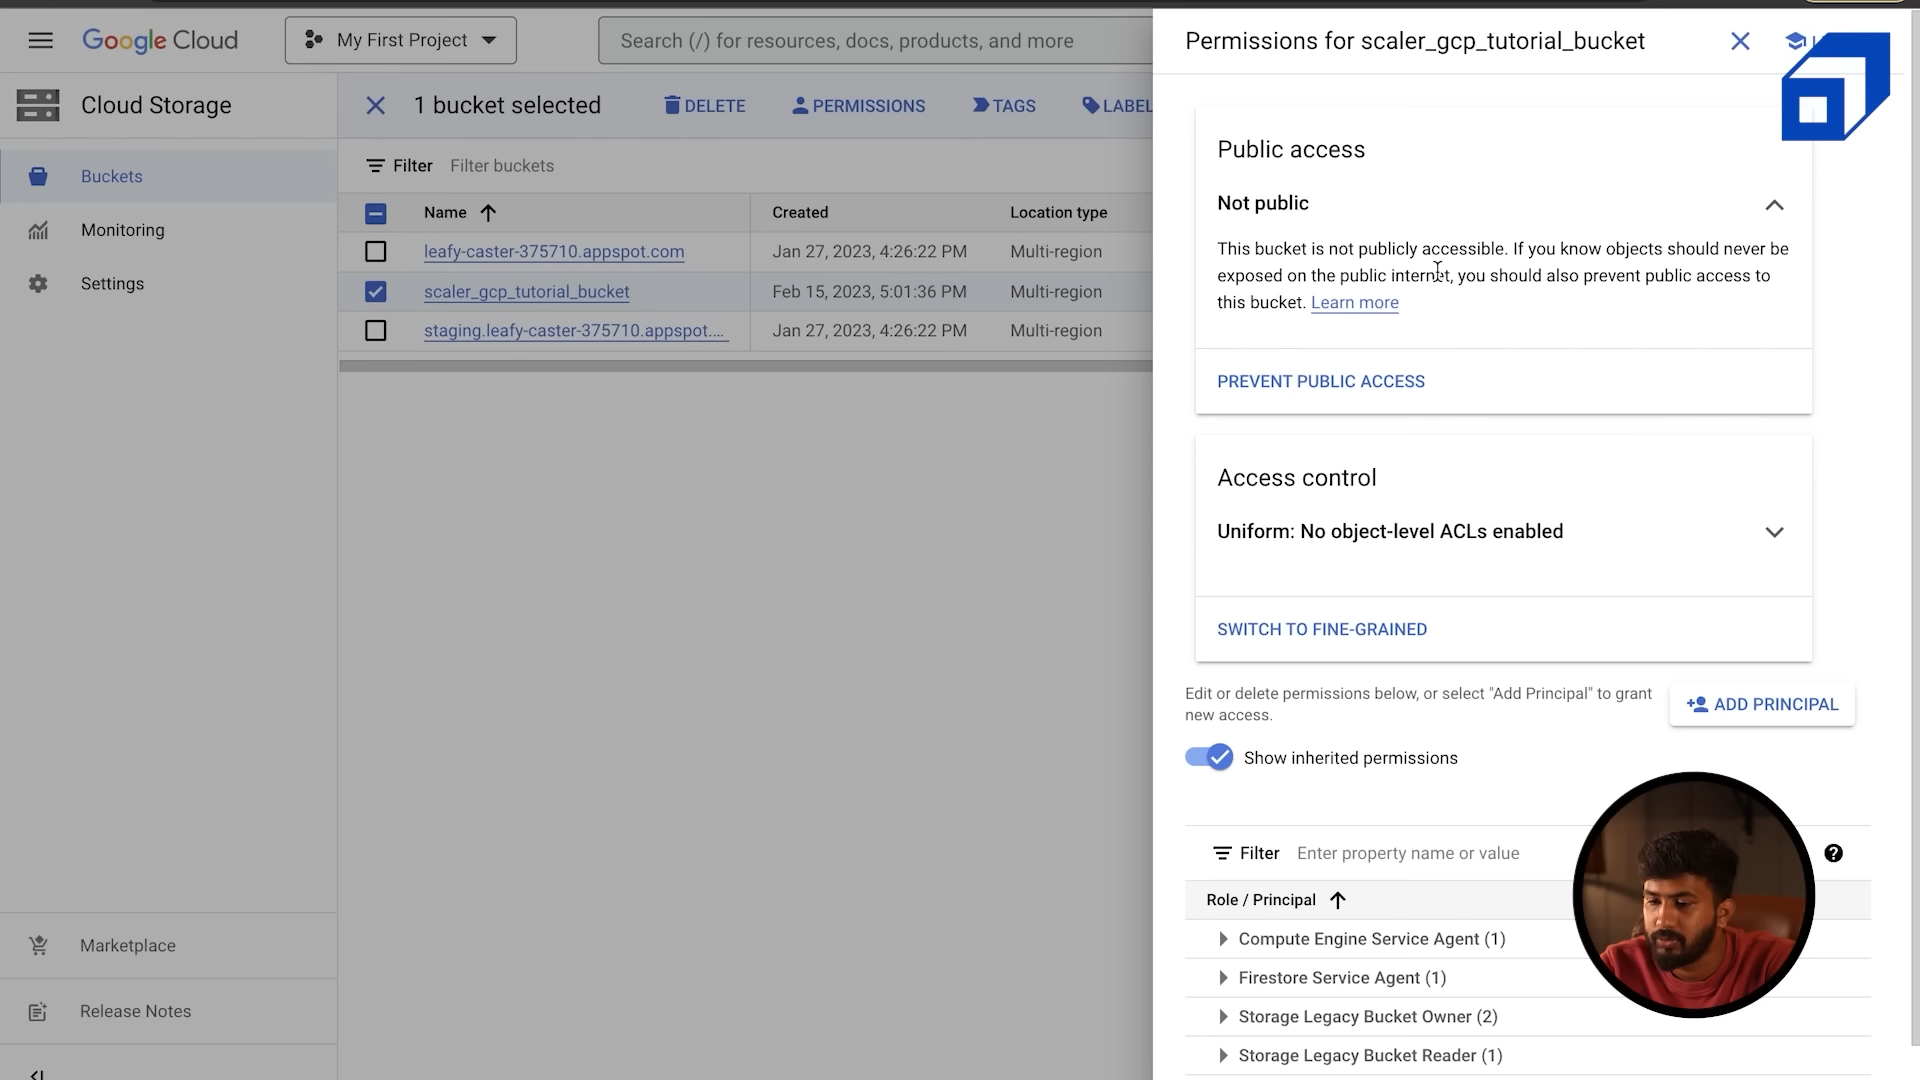 Google Cloud
My First Project
Search (/) for resources, docs, products, and more
Cloud Storage
Buckets
Monitoring
Settings
Marketplace
Release Notes
1 bucket selected
DELETE
PERMISSIONS
TAGS
LABEL
Filter Filter buckets
Name Created Location type
leafy-caster-375710.appspot.com Jan 27, 2023, 4:26:22 PM Multi-region
scaler_gcp_tutorial_bucket Feb 15, 2023, 5:01:36 PM Multi-region
staging.leafy-caster-375710.appspot.... Jan 27, 2023, 4:26:22 PM Multi-region
Permissions for scaler_gcp_tutorial_bucket
Public access
Not public
This bucket is not publicly accessible. If you know objects should never be
exposed on the public internet, you should also prevent public access to
this bucket. Learn more
PREVENT PUBLIC ACCESS
Access control
Uniform: No object-level ACLs enabled
SWITCH TO FINE-GRAINED
Edit or delete permissions below, or select "Add Principal" to grant
new access.
ADD PRINCIPAL
Show inherited permissions
Filter Enter property name or value
Role / Principal
Compute Engine Service Agent (1)
Firestore Service Agent (1)
Storage Legacy Bucket Owner (2)
Storage Legacy Bucket Reader (1)